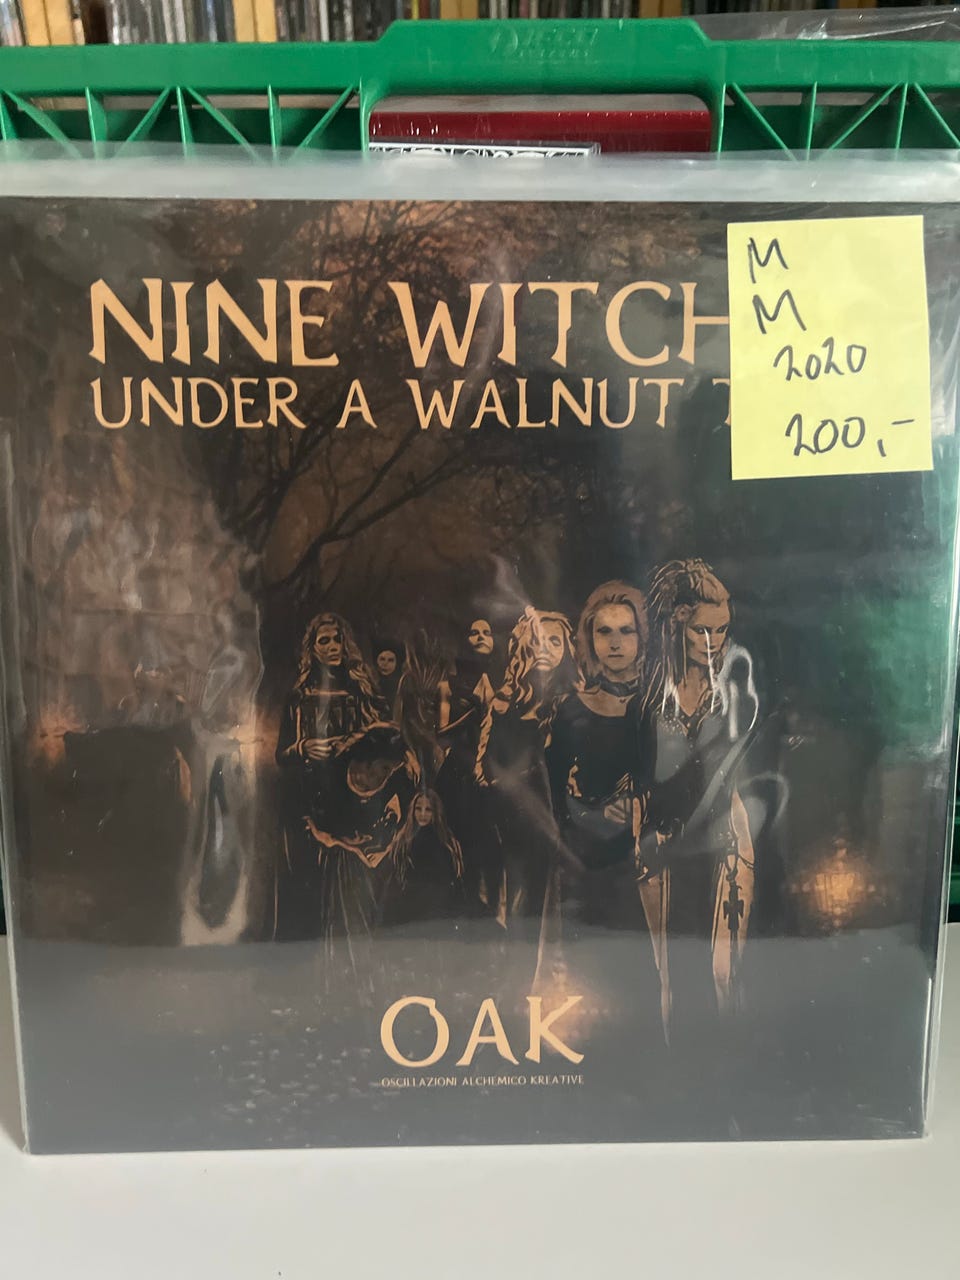 NINE WITCH
UNDER A WALNUT
M
M
2020
200,-
OAK
OSCILLAZIONI ALCHEMICO KREATIVE